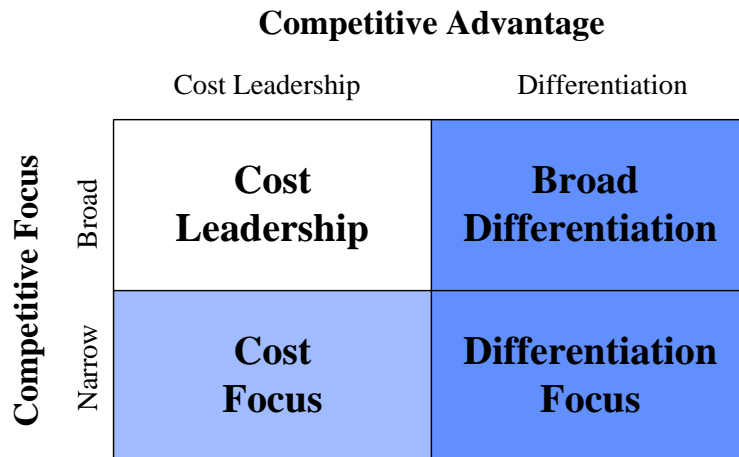 Competitive Advantage
Cost Leadership
Differentiation
Competitive Focus
Broad
Cost
Leadership
Broad
Differentiation
Narrow
Cost
Focus
Differentiation
Focus